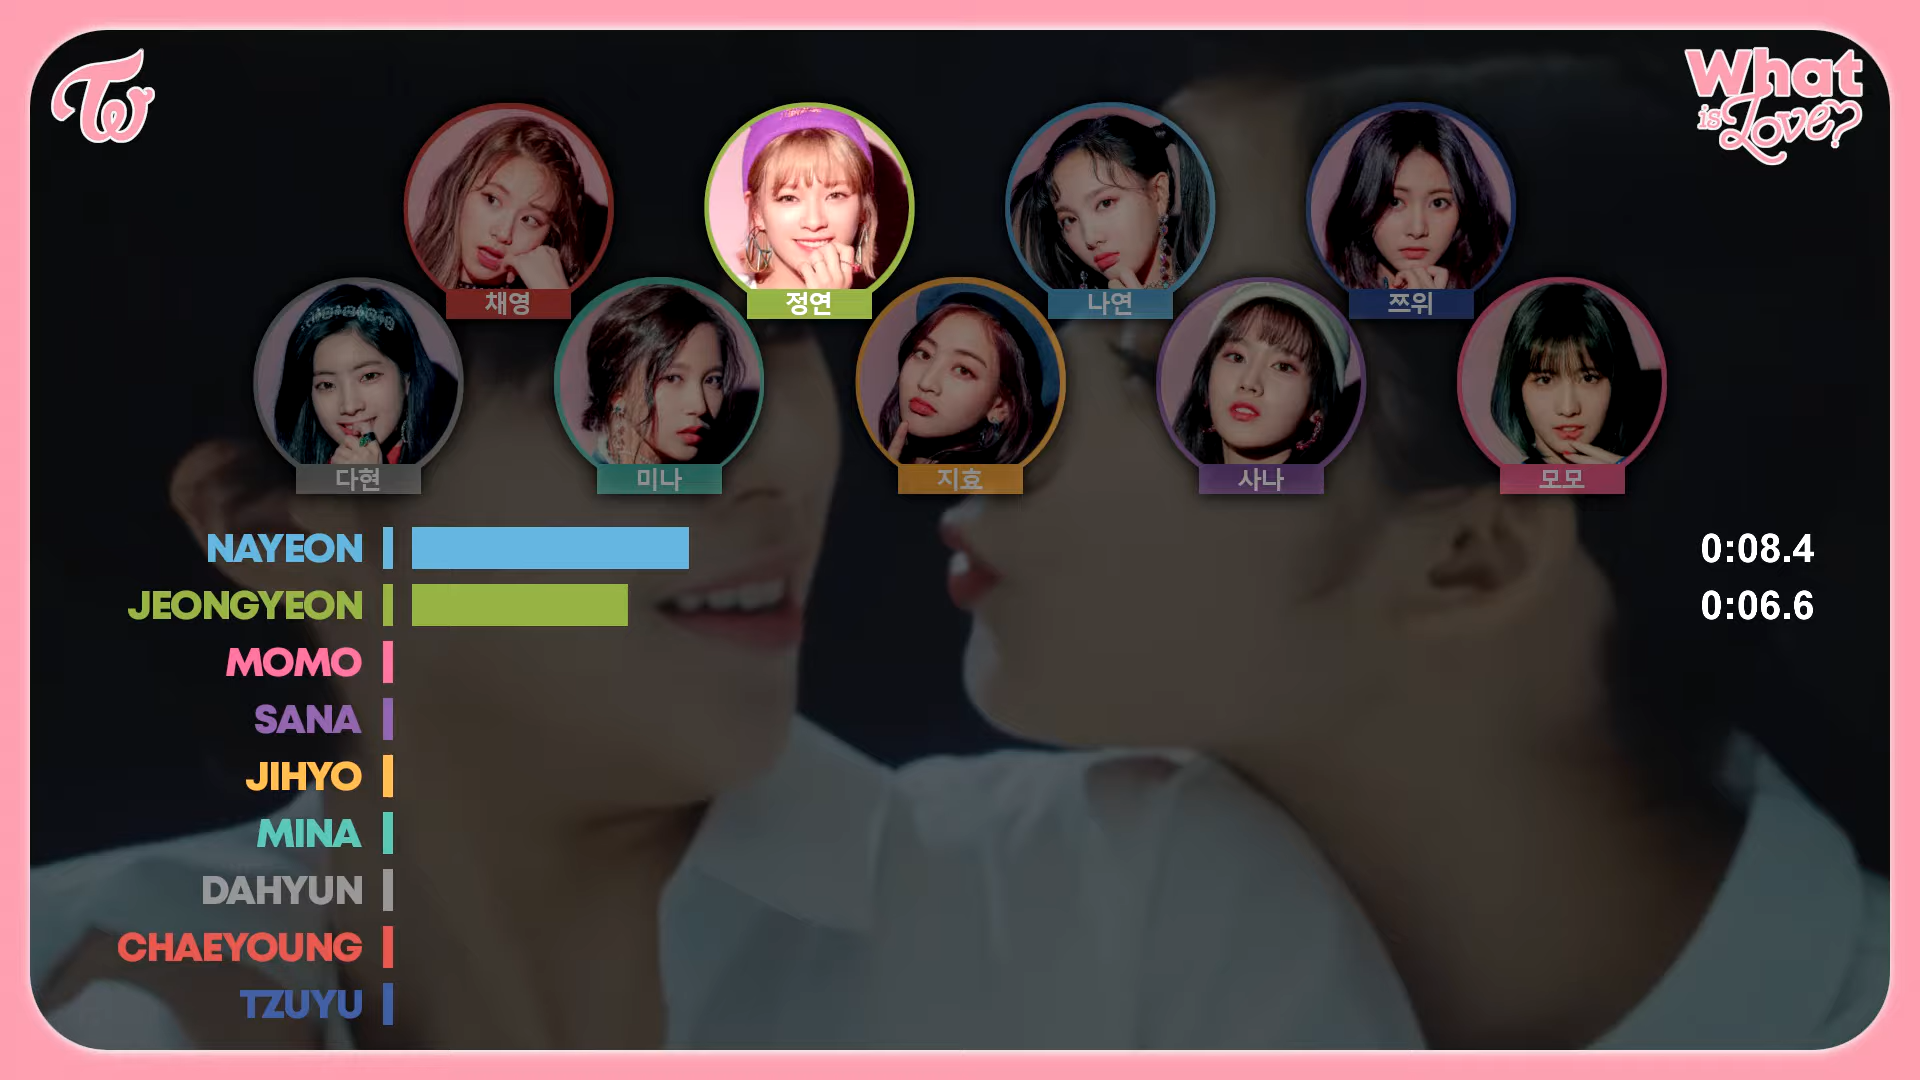 TW
What
is Love?
채영
정연
나연
쯔위
다현
미나
지효
사나
모모
NAYEON 0:08.4
JEONGYEON 0:06.6
MOMO
SANA
JIHYO
MINA
DAHYUN
CHAEYOUNG
TZUYU